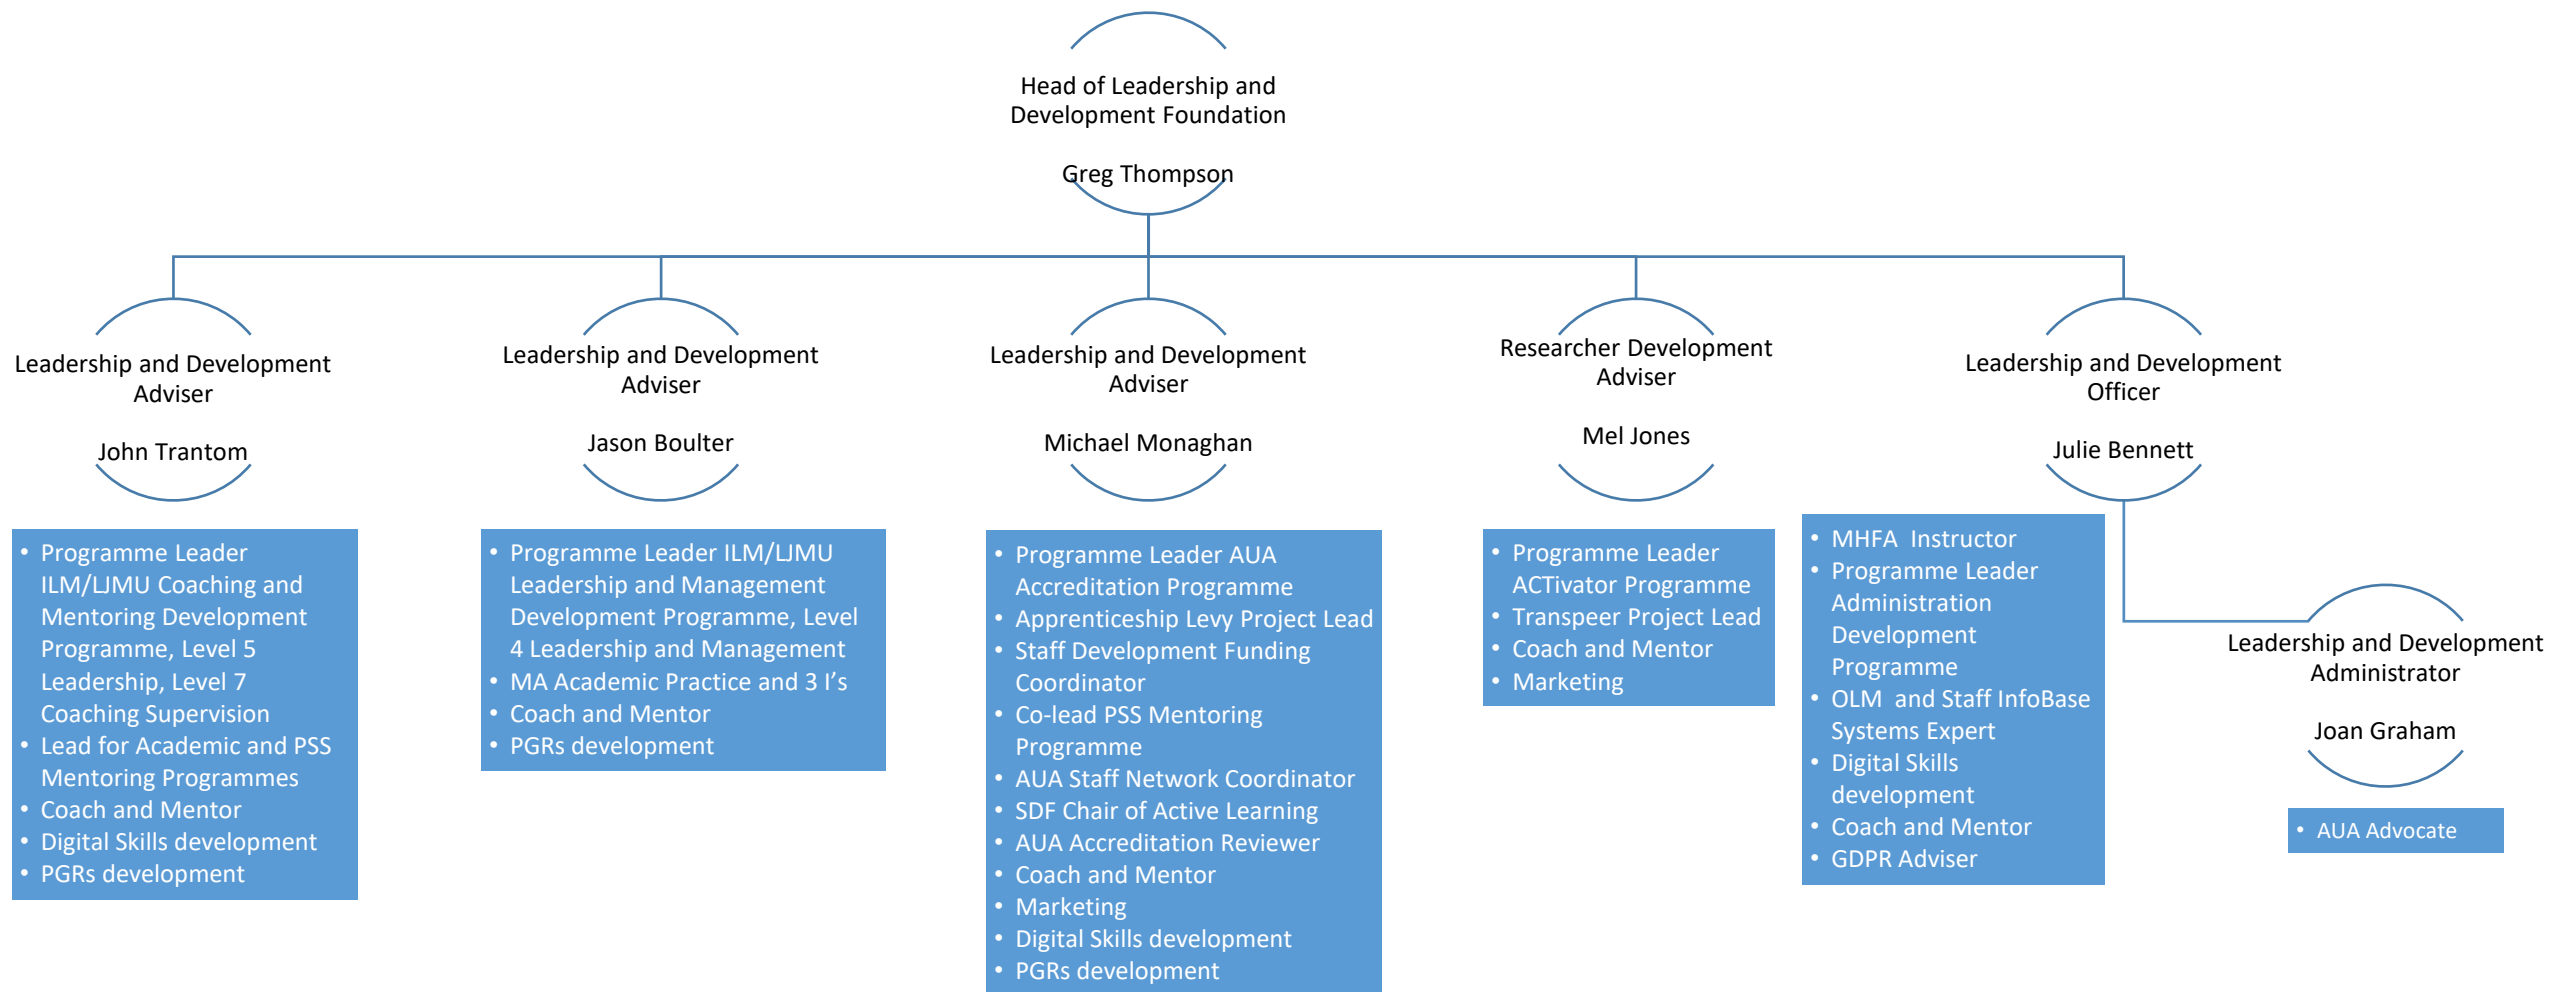 Head of Leadership and
Development Foundation
Greg Thompson
Leadership and Development
Adviser
John Trantom
• Programme Leader
ILM/LJMU Coaching and
Mentoring Development
Programme, Level 5
Leadership, Level 7
Coaching Supervision
• Lead for Academic and PSS
Mentoring Programmes
• Coach and Mentor
• Digital Skills development
• PGRs development
Leadership and Development
Adviser
Jason Boulter
• Programme Leader ILM/LJMU
Leadership and Management
Development Programme, Level
4 Leadership and Management
• MA Academic Practice and 3 I’s
• Coach and Mentor
• PGRs development
Leadership and Development
Adviser
Michael Monaghan
• Programme Leader AUA
Accreditation Programme
• Apprenticeship Levy Project Lead
• Staff Development Funding
Coordinator
• Co-lead PSS Mentoring
Programme
• AUA Staff Network Coordinator
• SDF Chair of Active Learning
• AUA Accreditation Reviewer
• Coach and Mentor
• Marketing
• Digital Skills development
• PGRs development
Researcher Development
Adviser
Mel Jones
• Programme Leader
ACTivator Programme
• Transpeer Project Lead
• Coach and Mentor
• Marketing
Leadership and Development
Officer
Julie Bennett
• MHFA  Instructor
• Programme Leader
Administration
Development
Programme
• OLM  and Staff InfoBase
Systems Expert
• Digital Skills
development
• Coach and Mentor
• GDPR Adviser
Leadership and Development
Administrator
Joan Graham
• AUA Advocate